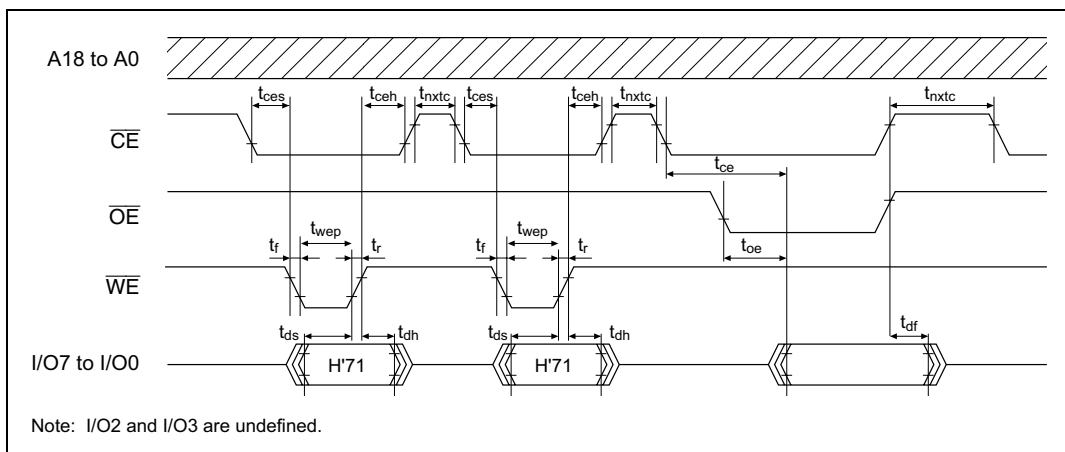 A18 to A0
tces tceh tnxtc tces tceh tnxtc tnxtc
CE
tce
OE
twep twep toe
tf tr tf tr
WE
tds tdh tds tdh tdf
I/O7 to I/O0 H'71 H'71
Note: I/O2 and I/O3 are undefined.